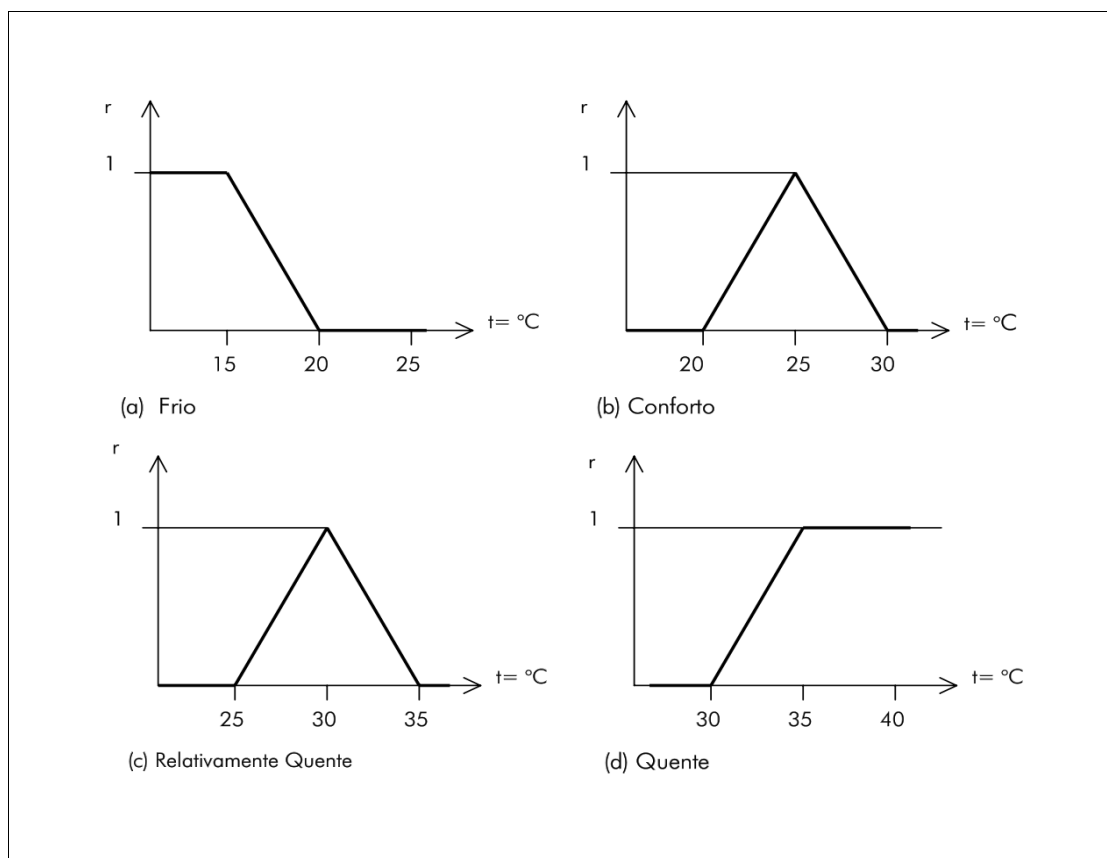 r
1
t= °C
15 20 25
(a) Frio
r
1
t= °C
20 25 30
(b) Conforto
r
1
t= °C
25 30 35
(c) Relativamente Quente
r
1
t= °C
30 35 40
(d) Quente